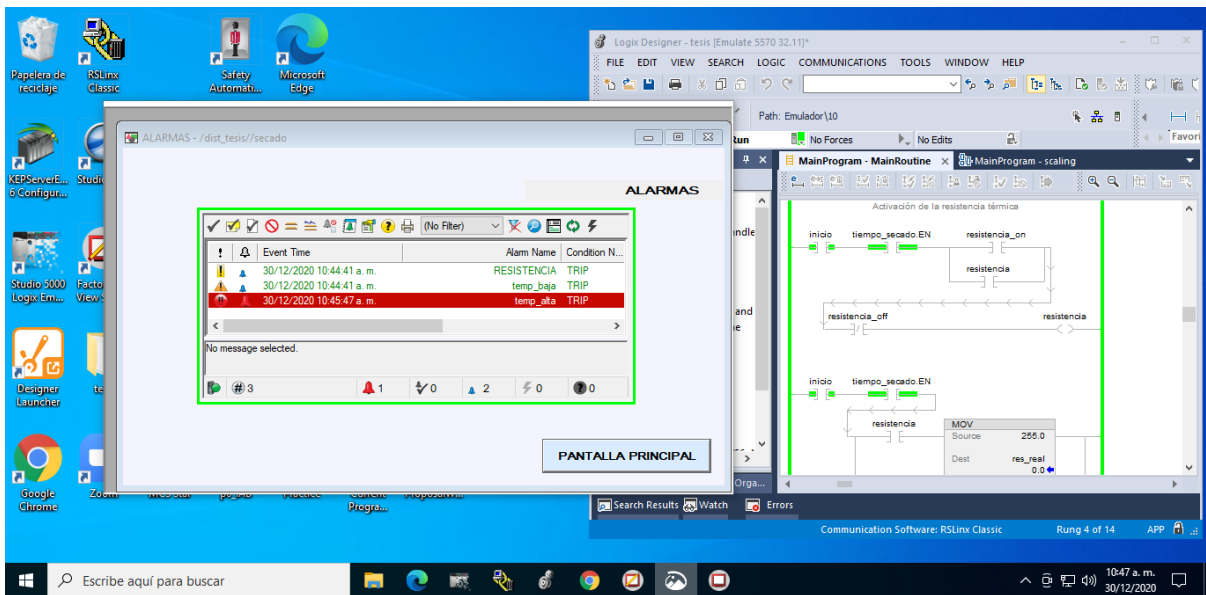 Papelera de
reciclaje
RSLinx
Classic
Safety
Automati...
Microsoft
Edge
KEPServerE...
6 Configur...
Studi
Studio 5000
Logix Em...
Facto
View S
Designer
Launcher
te
Google
Chrome
Zoom
Progra...
ALARMAS - /dist_tesis//secado
ALARMAS
(No Filter)
! Event Time Alarm Name Condition N...
30/12/2020 10:44:41 a. m. RESISTENCIA TRIP
30/12/2020 10:44:41 a. m. temp_baja TRIP
30/12/2020 10:45:47 a. m. temp_alta TRIP
No message selected.
3 1 0 2 0 0
PANTALLA PRINCIPAL
Logix Designer - tesis [Emulate 5570 32.11]*
FILE EDIT VIEW SEARCH LOGIC COMMUNICATIONS TOOLS WINDOW HELP
Path: Emulador\10
Run No Forces No Edits
Favori
MainProgram - MainRoutine MainProgram - scaling
Activación de la resistencia térmica
inicio tiempo_secado.EN resistencia_on
resistencia
resistencia_off resistencia
inicio tiempo_secado.EN
resistencia MOV
Source 255.0
Dest res_real
0.0
ndle
and
Orga...
Search Results Watch Errors
Communication Software: RSLinx Classic Rung 4 of 14 APP
Escribe aquí para buscar
10:47 a. m.
30/12/2020